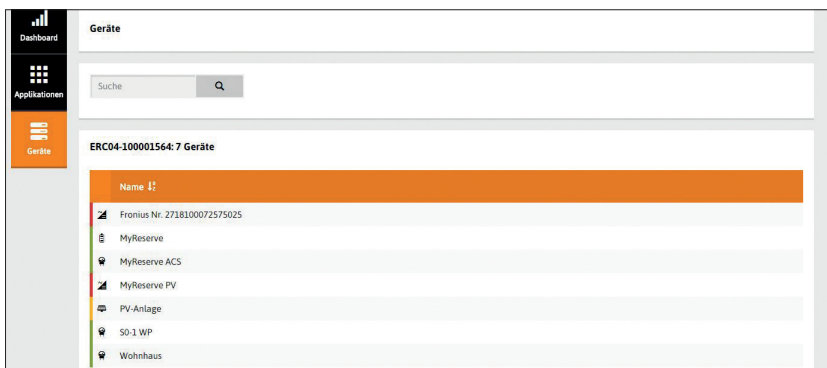 Dashboard
Geräte
Applikationen
Suche
Geräte
ERC04-100001564: 7 Geräte
Name
Fronius Nr. 2718100072575025
MyReserve
MyReserve ACS
MyReserve PV
PV-Anlage
S0-1 WP
Wohnhaus